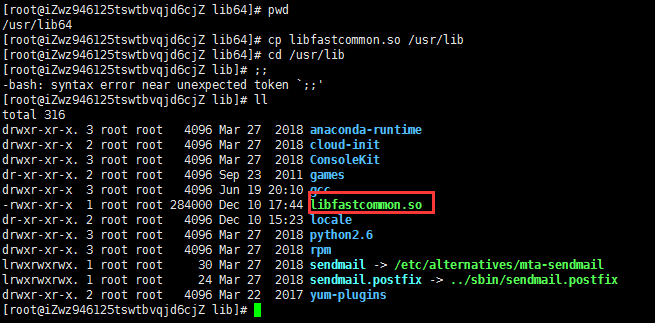 [root@iZwz946125tswtbvqjd6cjZ lib64]# pwd
/usr/lib64
[root@iZwz946125tswtbvqjd6cjZ lib64]# cp libfastcommon.so /usr/lib
[root@iZwz946125tswtbvqjd6cjZ lib64]# cd /usr/lib
[root@iZwz946125tswtbvqjd6cjZ lib]# ;;
-bash: syntax error near unexpected token `;;'
[root@iZwz946125tswtbvqjd6cjZ lib]# ll
total 316
drwxr-xr-x. 3 root root   4096 Mar 27  2018 anaconda-runtime
drwxr-xr-x  2 root root   4096 Mar 27  2018 cloud-init
drwxr-xr-x. 3 root root   4096 Mar 27  2018 ConsoleKit
dr-xr-xr-x. 2 root root   4096 Sep 23  2011 games
drwxr-xr-x  3 root root   4096 Jun 19 20:10 gcc
-rwxr-xr-x  1 root root 284000 Dec 10 17:44 libfastcommon.so
dr-xr-xr-x. 2 root root   4096 Dec 10 15:23 locale
drwxr-xr-x. 3 root root   4096 Mar 27  2018 python2.6
drwxr-xr-x. 3 root root   4096 Mar 27  2018 rpm
lrwxrwxrwx. 1 root root     30 Mar 27  2018 sendmail -> /etc/alternatives/mta-sendmail
lrwxrwxrwx. 1 root root     24 Mar 27  2018 sendmail.postfix -> ../sbin/sendmail.postfix
drwxr-xr-x. 2 root root   4096 Mar 22  2017 yum-plugins
[root@iZwz946125tswtbvqjd6cjZ lib]#